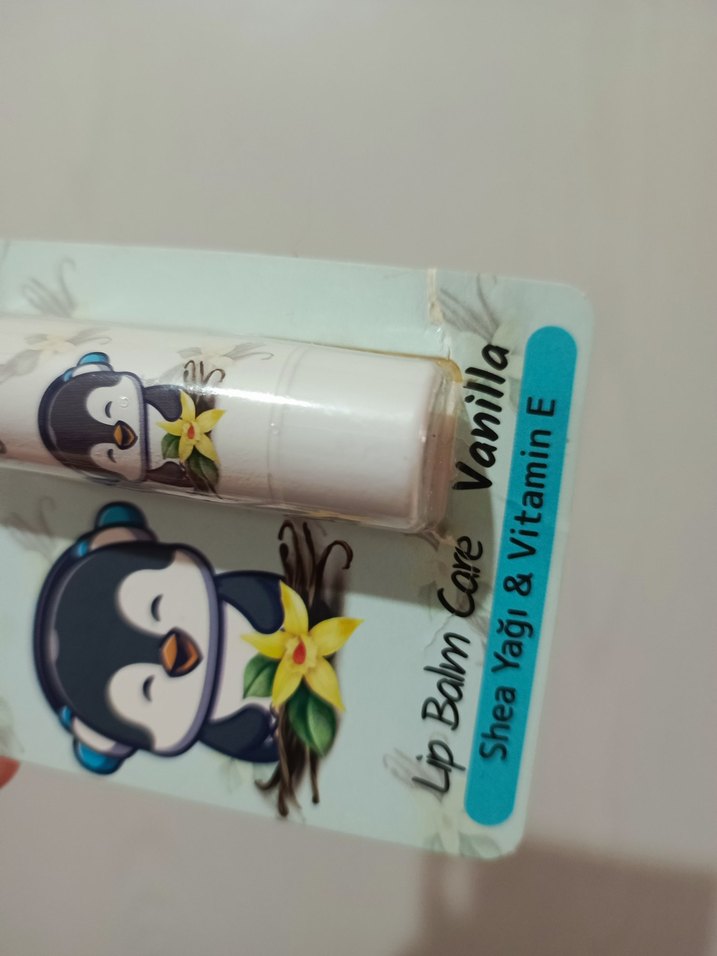 Lip Balm Care Vanilla
Shea Yağı & Vitamin E